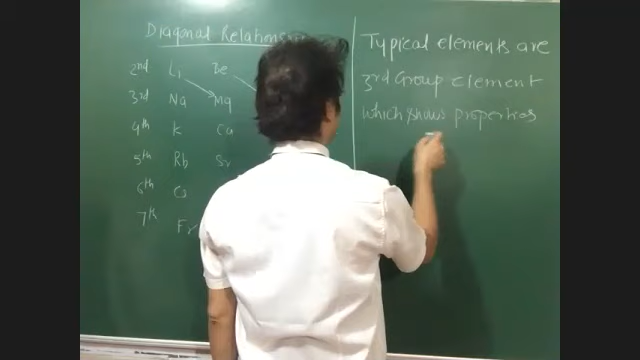 Diagonal Relation
2nd Li Be
3rd Na Mg
4th K Ca
5th Rb Sr
6th Cs
7th Fr
Typical elements are
3rd Group element
which shows properties